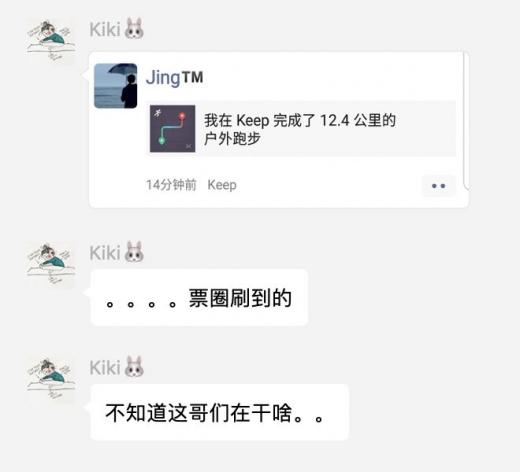 Kiki🐰
Jing™
我在 Keep 完成了 12.4 公里的
户外跑步
14分钟前 Keep
Kiki🐰
。。。。票圈刷到的
Kiki🐰
不知道这哥们在干啥。。